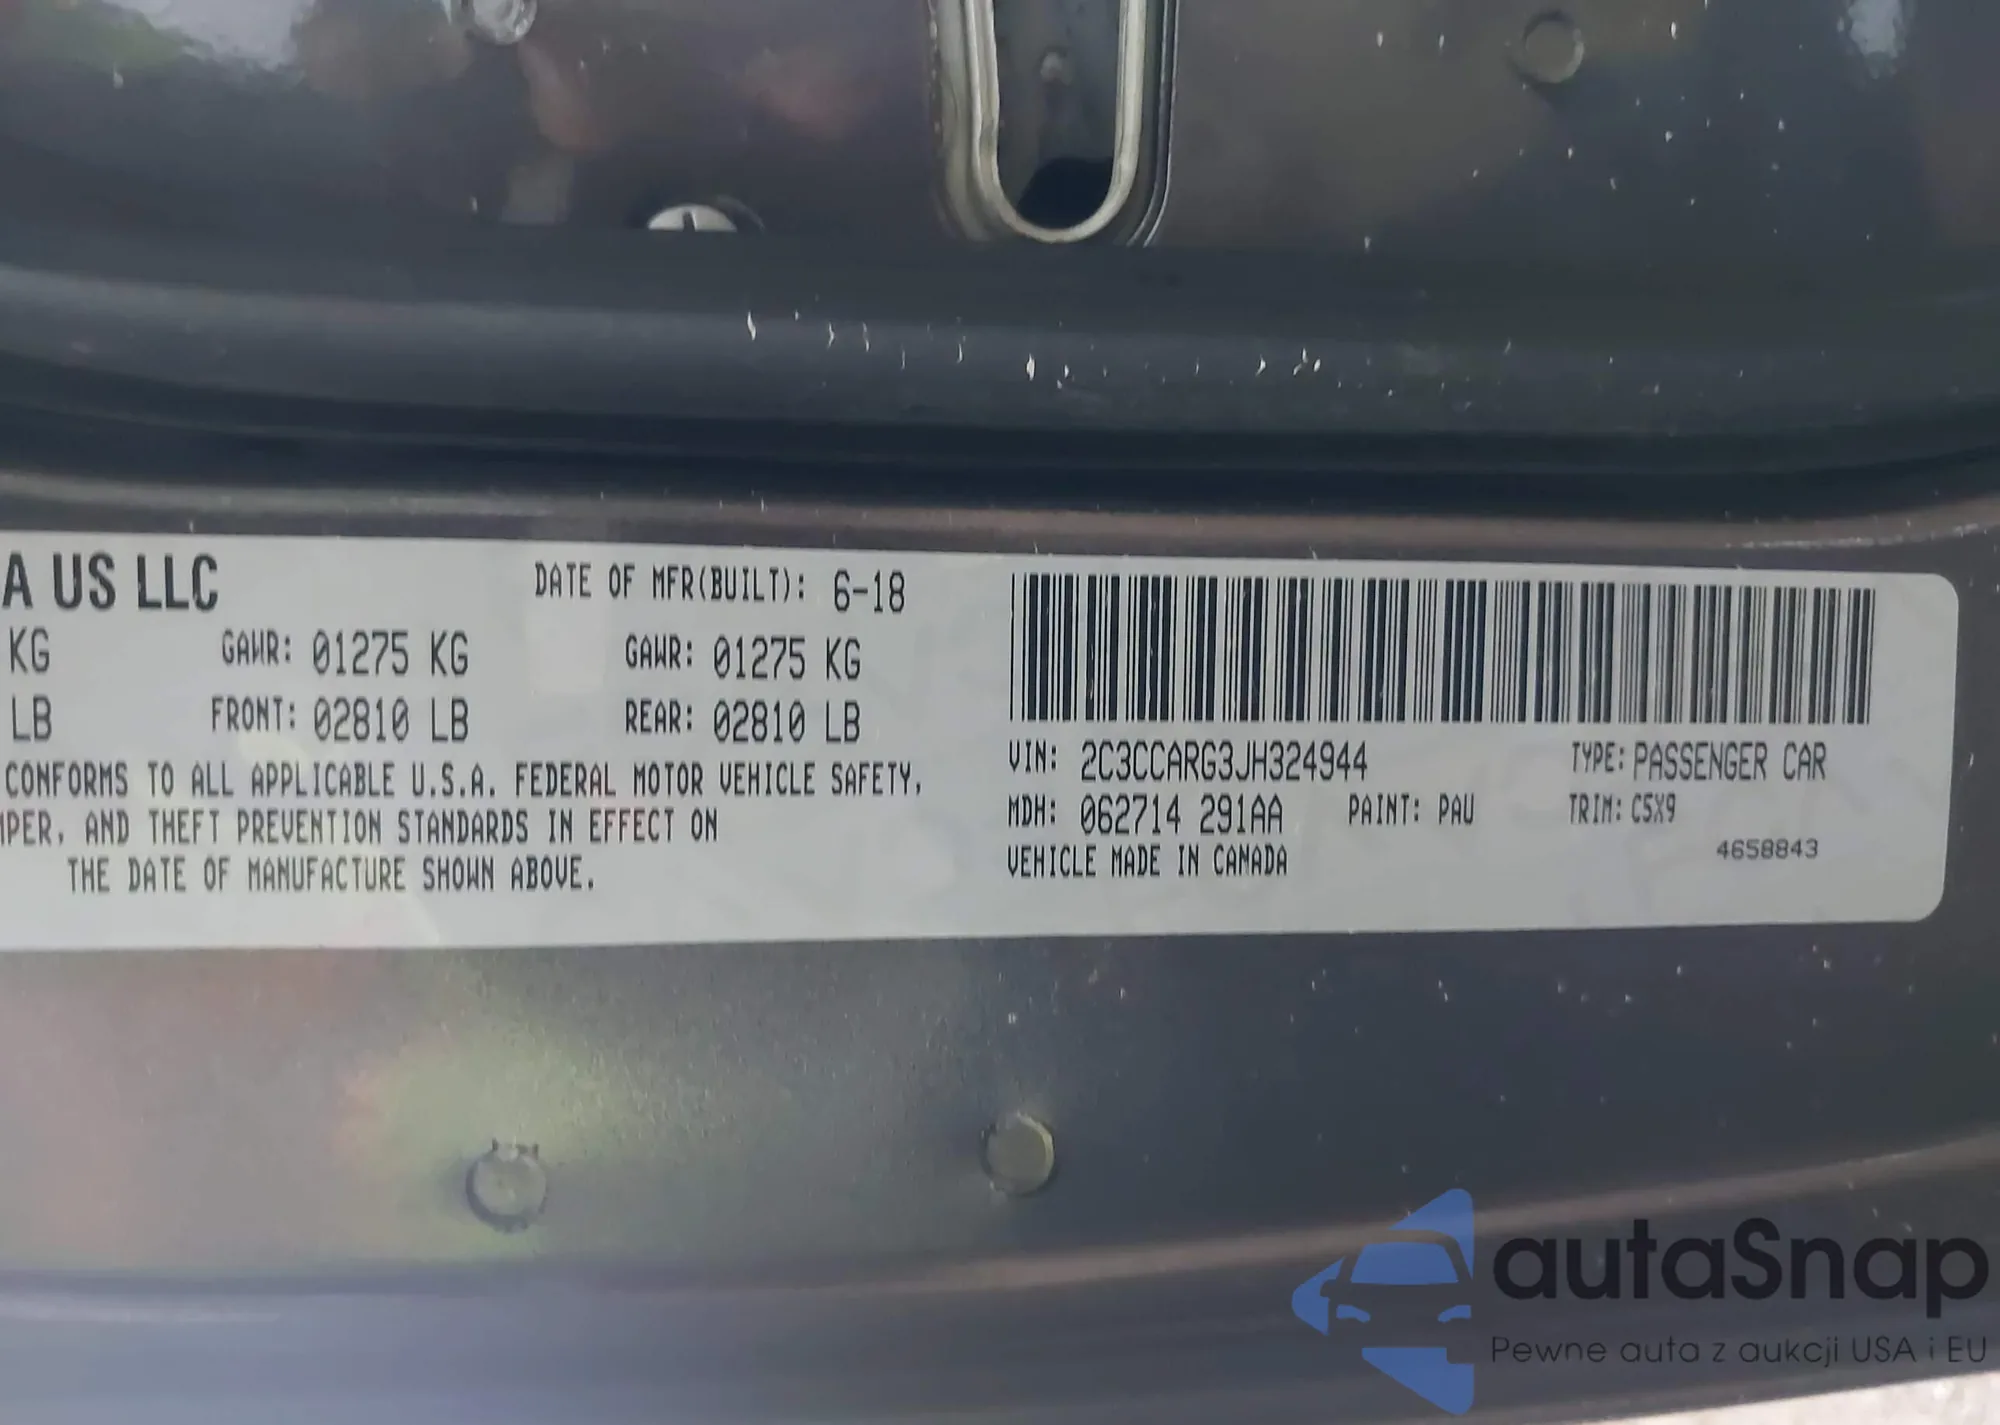 A US LLC
DATE OF MFR(BUILT): 6-18
KG GAWR: 01275 KG GAWR: 01275 KG
LB FRONT: 02810 LB REAR: 02810 LB
CONFORMS TO ALL APPLICABLE U.S.A. FEDERAL MOTOR VEHICLE SAFETY,
MPER, AND THEFT PREVENTION STANDARDS IN EFFECT ON
THE DATE OF MANUFACTURE SHOWN ABOVE.
VIN: 2C3CCARG3JH324944 TYPE: PASSENGER CAR
MDH: 062714 291AA PAINT: PAU TRIM: C5X9
VEHICLE MADE IN CANADA 4658843
autaSnap
Pewne auta z aukcji USA i EU